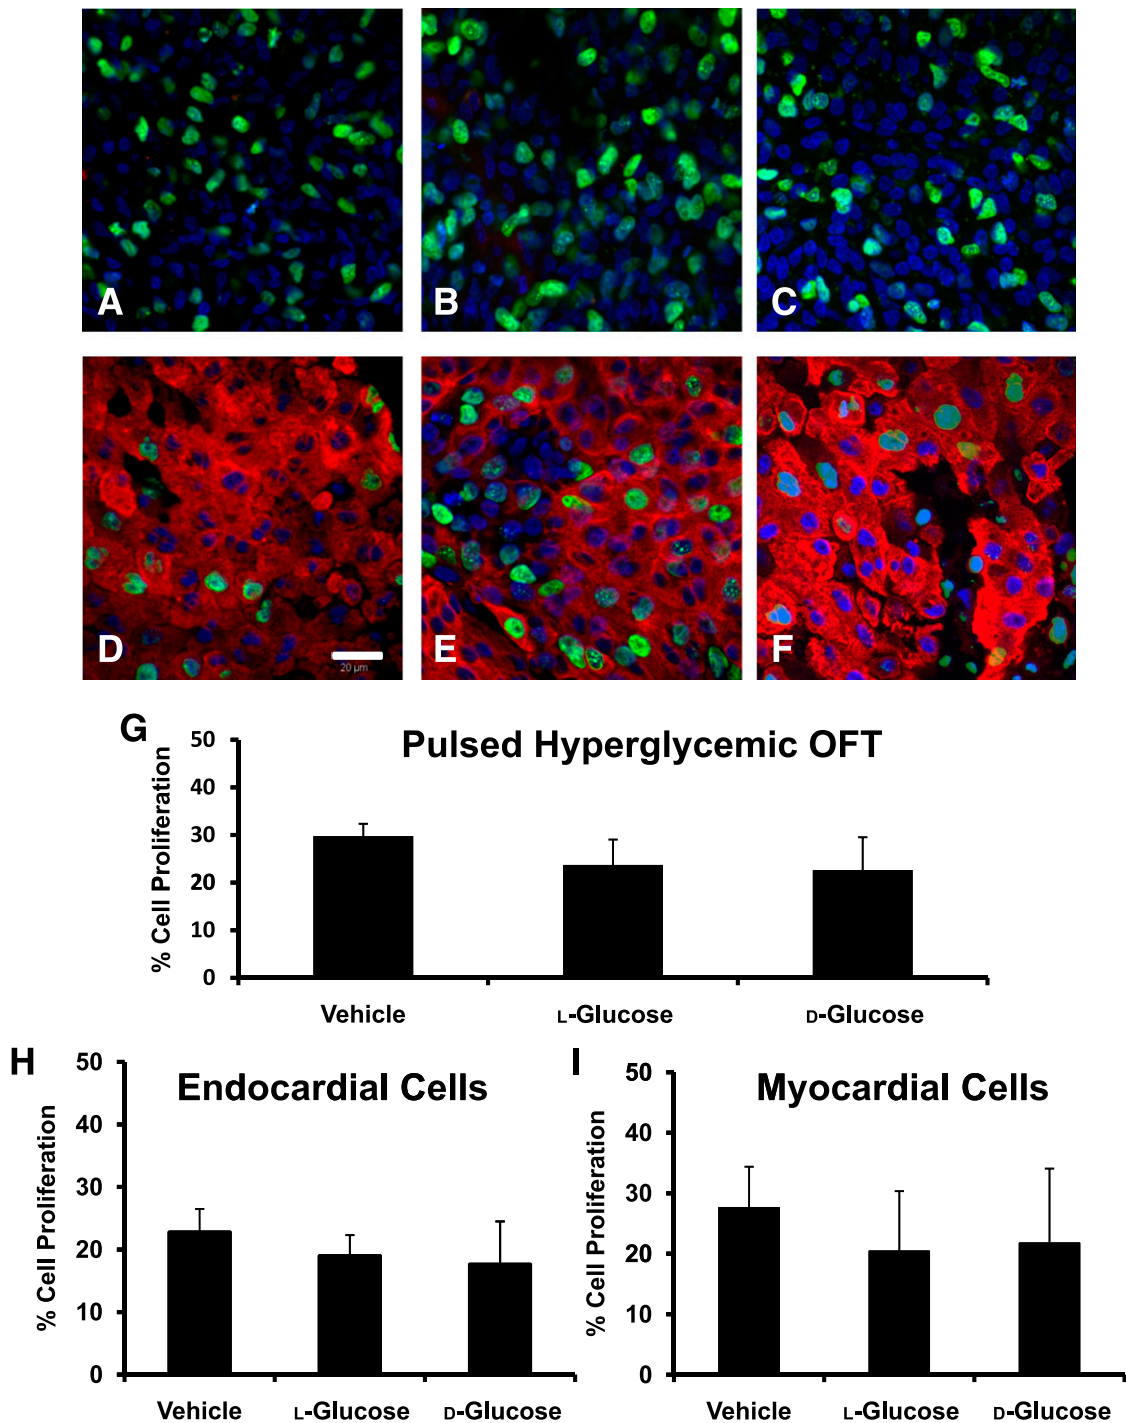 A
B
C
D
20 μm
E
F
G
Pulsed Hyperglycemic OFT
% Cell Proliferation
50
40
30
20
10
0
Vehicle
L-Glucose
D-Glucose
H
Endocardial Cells
% Cell Proliferation
50
40
30
20
10
0
Vehicle
L-Glucose
D-Glucose
I
Myocardial Cells
% Cell Proliferation
50
40
30
20
10
0
Vehicle
L-Glucose
D-Glucose